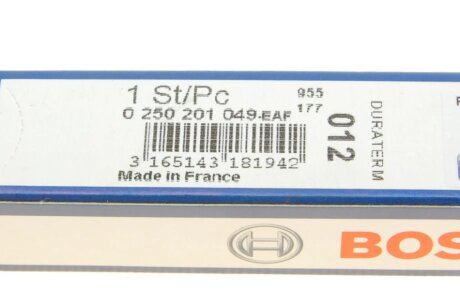 1 St/Pc
955
177
0 250 201 049-EAF
012
DURATERM
3 165143 181942
Made in France
BOS